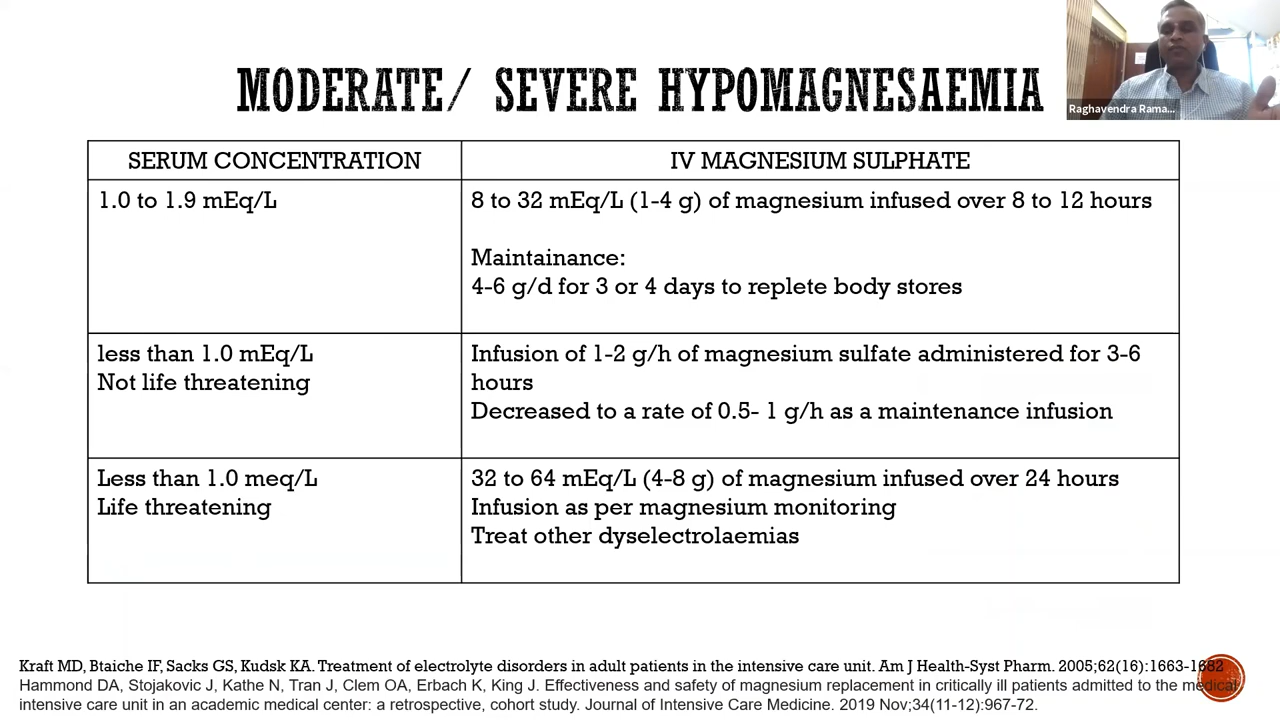 MODERATE/ SEVERE HYPOMAGNESAEMIA
Raghavendra Rama...
SERUM CONCENTRATION
IV MAGNESIUM SULPHATE
1.0 to 1.9 mEq/L
8 to 32 mEq/L (1-4 g) of magnesium infused over 8 to 12 hours
Maintainance:
4-6 g/d for 3 or 4 days to replete body stores
less than 1.0 mEq/L
Not life threatening
Infusion of 1-2 g/h of magnesium sulfate administered for 3-6
hours
Decreased to a rate of 0.5- 1 g/h as a maintenance infusion
Less than 1.0 meq/L
Life threatening
32 to 64 mEq/L (4-8 g) of magnesium infused over 24 hours
Infusion as per magnesium monitoring
Treat other dyselectrolaemias
Kraft MD, Btaiche IF, Sacks GS, Kudsk KA. Treatment of electrolyte disorders in adult patients in the intensive care unit. Am J Health-Syst Pharm. 2005;62(16):1663-1682
Hammond DA, Stojakovic J, Kathe N, Tran J, Clem OA, Erbach K, King J. Effectiveness and safety of magnesium replacement in critically ill patients admitted to the medical
intensive care unit in an academic medical center: a retrospective, cohort study. Journal of Intensive Care Medicine. 2019 Nov;34(11-12):967-72.